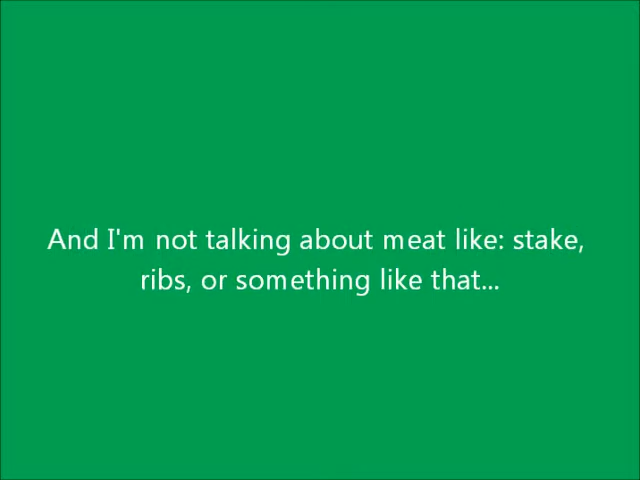 And I'm not talking about meat like: stake,
ribs, or something like that...